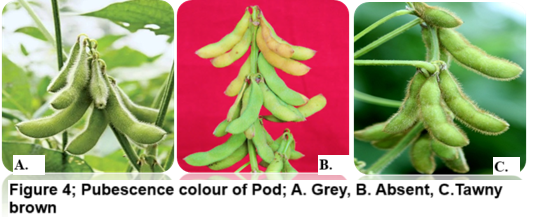 A.
B.
C.
Figure 4; Pubescence colour of Pod; A. Grey, B. Absent, C.Tawny
brown